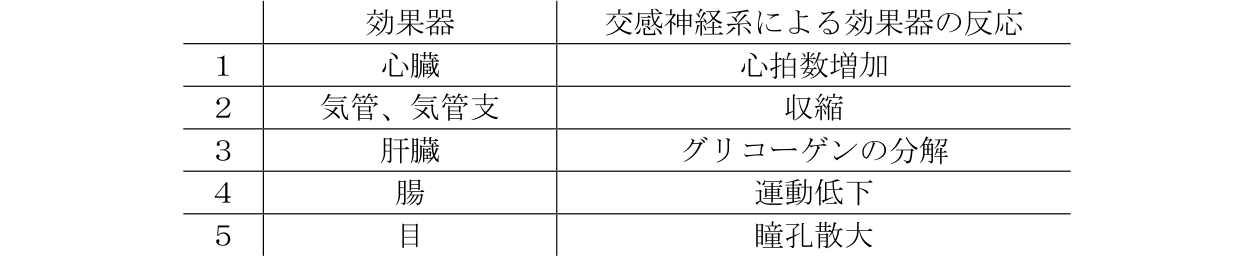 効果器 交感神経系による効果器の反応
1 心臓 心拍数増加
2 気管、気管支 収縮
3 肝臓 グリコーゲンの分解
4 腸 運動低下
5 目 瞳孔散大